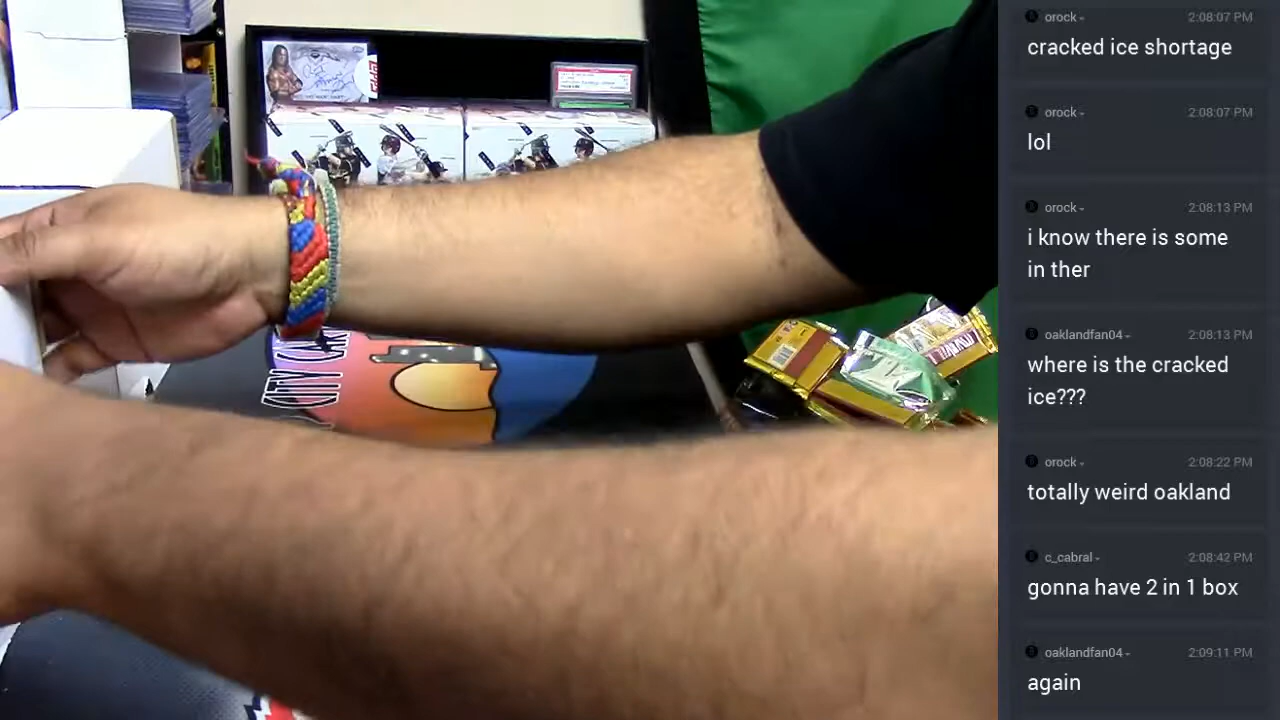 CITY CAR
orock
2:08:07 PM
cracked ice shortage
orock
2:08:07 PM
lol
orock
2:08:13 PM
i know there is some
in ther
oaklandfan04
2:08:13 PM
where is the cracked
ice???
orock
2:08:22 PM
totally weird oakland
c_cabral
2:08:42 PM
gonna have 2 in 1 box
oaklandfan04
2:09:11 PM
again